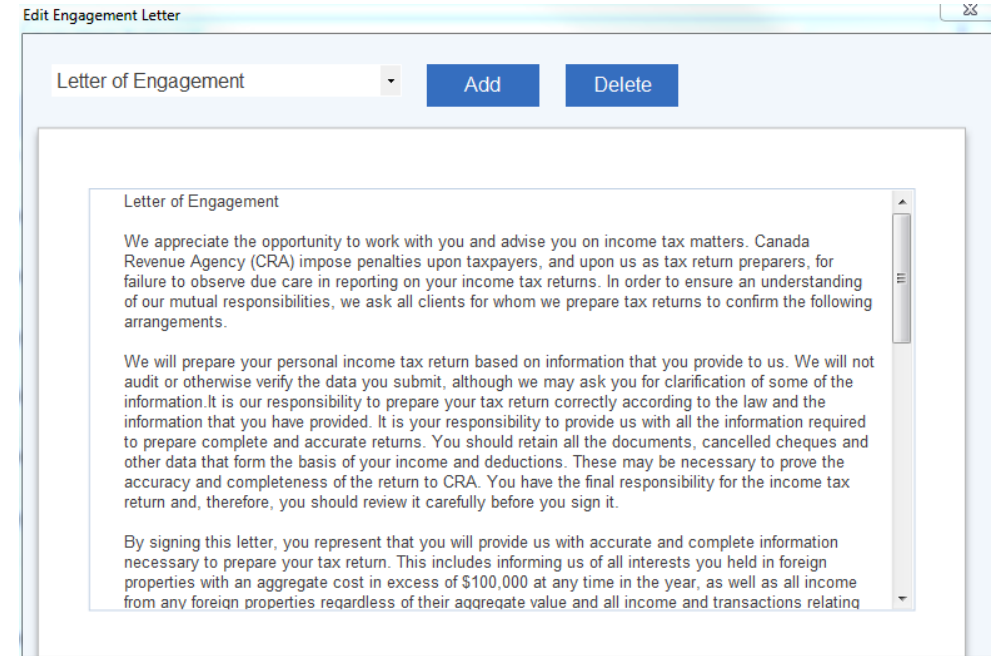 Edit Engagement Letter
Letter of Engagement
Add
Delete
Letter of Engagement
We appreciate the opportunity to work with you and advise you on income tax matters. Canada
Revenue Agency (CRA) impose penalties upon taxpayers, and upon us as tax return preparers, for
failure to observe due care in reporting on your income tax returns. In order to ensure an understanding
of our mutual responsibilities, we ask all clients for whom we prepare tax returns to confirm the following
arrangements.
We will prepare your personal income tax return based on information that you provide to us. We will not
audit or otherwise verify the data you submit, although we may ask you for clarification of some of the
information.It is our responsibility to prepare your tax return correctly according to the law and the
information that you have provided. It is your responsibility to provide us with all the information required
to prepare complete and accurate returns. You should retain all the documents, cancelled cheques and
other data that form the basis of your income and deductions. These may be necessary to prove the
accuracy and completeness of the return to CRA. You have the final responsibility for the income tax
return and, therefore, you should review it carefully before you sign it.
By signing this letter, you represent that you will provide us with accurate and complete information
necessary to prepare your tax return. This includes informing us of all interests you held in foreign
properties with an aggregate cost in excess of $100,000 at any time in the year, as well as all income
from any foreign properties regardless of their aggregate value and all income and transactions relating